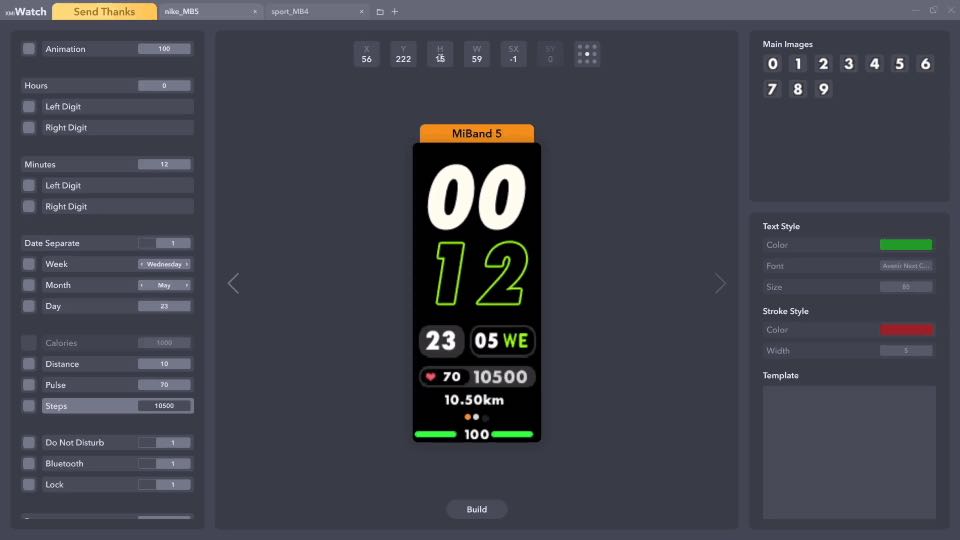 XMiWatch
Send Thanks
nike_MB5
sport_MB4
Animation 100
Hours 0
Left Digit
Right Digit
Minutes 12
Left Digit
Right Digit
Date Separate 1
Week Wednesday
Month May
Day 23
Calories 1000
Distance 10
Pulse 70
Steps 10500
Do Not Disturb 1
Bluetooth 1
Lock 1
X Y H W SX SY
56 222 15 59 -1 0
MiBand 5
00
12
23 05 WE
70 10500
10.50km
100
Build
Main Images
0 1 2 3 4 5 6
7 8 9
Text Style
Color
Font Avenir Next C...
Size 80
Stroke Style
Color
Width 5
Template